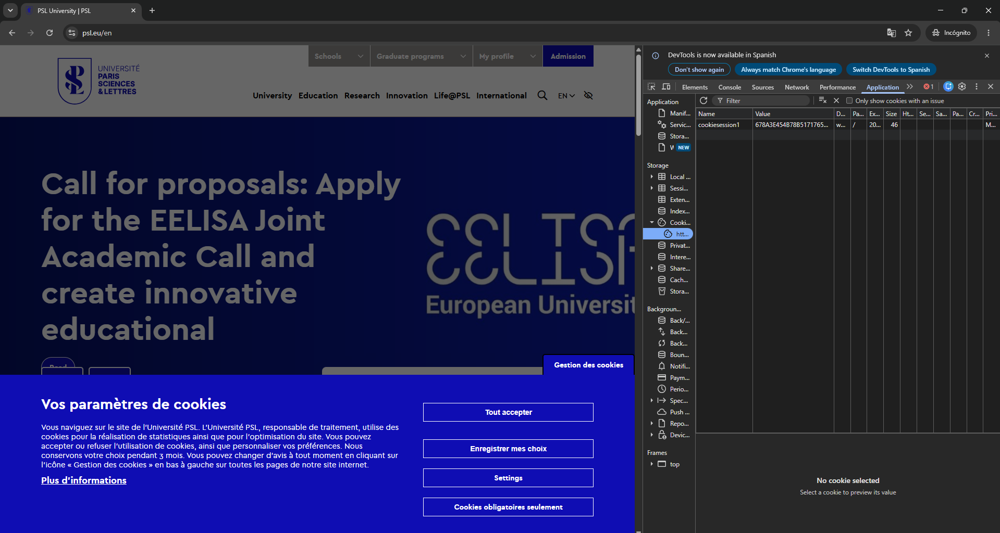 PSL University | PSL
psl.eu/en
Incógnito
Schools
Graduate programs
My profile
Admission
UNIVERSITÉ
PARIS
SCIENCES
& LETTRES
University Education Research Innovation Life@PSL International
EN
Call for proposals: Apply
for the EELISA Joint
Academic Call and
create innovative
educational
EELISA
European Universit
Read
Gestion des cookies
Vos paramètres de cookies
Vous naviguez sur le site de l'Université PSL. L'Université PSL, responsable de traitement, utilise des
cookies pour la réalisation de statistiques ainsi que pour l'optimisation du site. Vous pouvez
accepter ou refuser l'utilisation de cookies, ainsi que personnaliser vos préférences. Nous
conservons votre choix pendant 3 mois. Vous pouvez changer d'avis à tout moment en cliquant sur
l'icône « Gestion des cookies » en bas à gauche sur toutes les pages de notre site internet.
Plus d'informations
Tout accepter
Enregistrer mes choix
Settings
Cookies obligatoires seulement
DevTools is now available in Spanish
Don't show again
Always match Chrome's language
Switch DevTools to Spanish
Elements Console Sources Network Performance Application
1
Application
Manif...
Servic...
Stora...
NEW
Storage
Local ...
Sessi...
Exten...
Index...
Cooki...
htt...
Privat...
Intere...
Share...
Cach...
Stora...
Backgroun...
Back/...
Back...
Back...
Boun...
Notifi...
Paym...
Perio...
Spec...
Push ...
Repo...
Devic...
Frames
top
Filter
Only show cookies with an issue
Name Value D... Pa... Ex... Size Ht... Se... Sa... Pa... Cr... Pri...
cookiesession1 678A3E454B78B5171765... w... / 20... 46 M...
No cookie selected
Select a cookie to preview its value